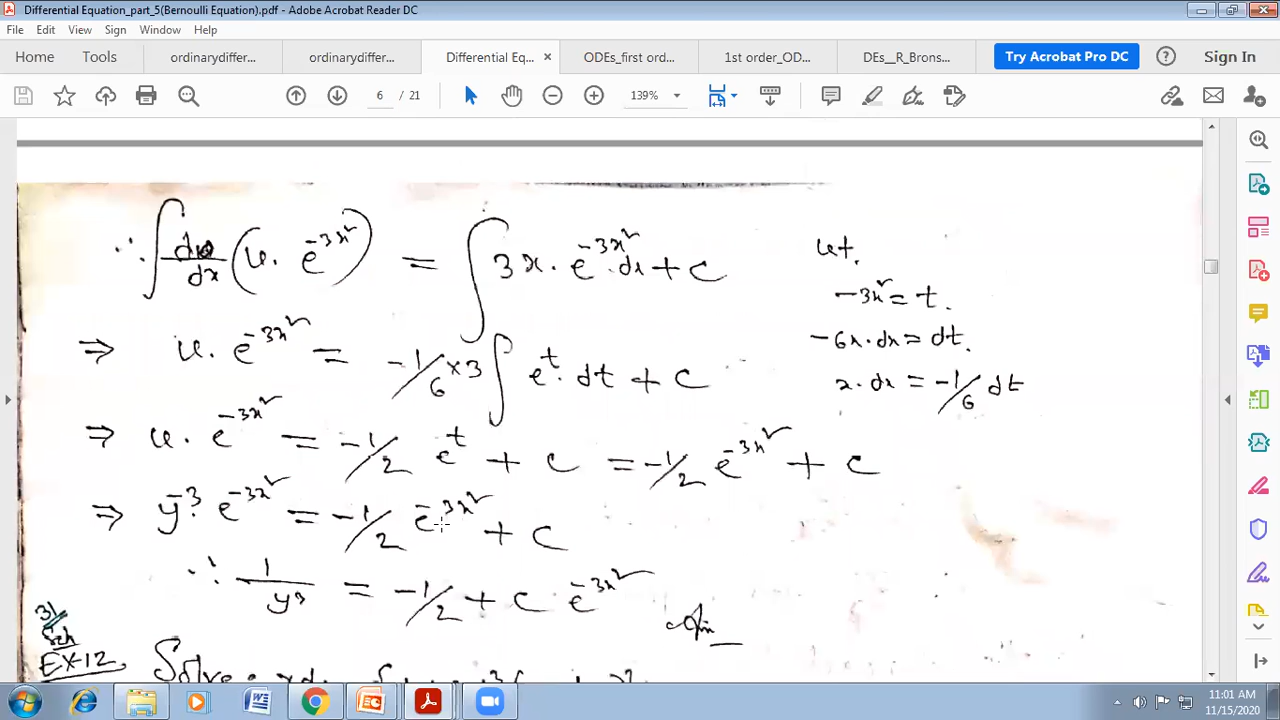 Differential Equation_part_5(Bernoulli Equation).pdf - Adobe Acrobat Reader DC
File Edit View Sign Window Help
Home Tools ordinarydiffer... ordinarydiffer... Differential Eq... × ODEs_first ord... 1st order_OD... DEs__R_Brons... Try Acrobat Pro DC Sign In
6 / 21 139%
∴ ∫ d/dx (v. e^-3x²) = ∫ 3x. e^-3x². dx + c
let,
-3x² = t.
-6x.dx = dt.
x.dx = -1/6 dt
⇒ v. e^-3x² = -1/6 × 3 ∫ e^t. dt + c
⇒ v. e^-3x² = -1/2 e^t + c = -1/2 e^-3x² + c
⇒ y^-3. e^-3x² = -1/2 e^-3x² + c
∴ 1/y³ = -1/2 + c e^-3x²
EX-12 Solve
11:01 AM
11/15/2020